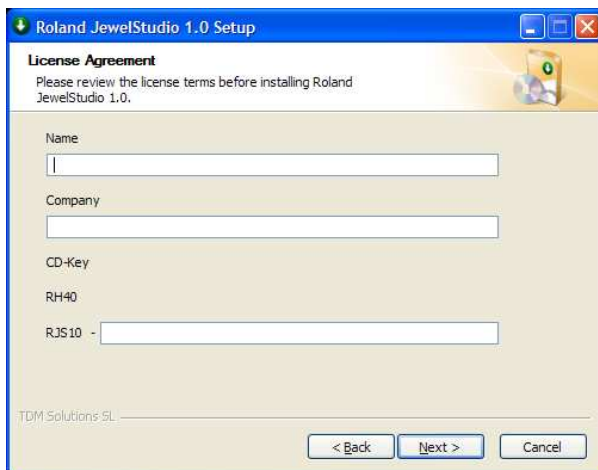 Roland JewelStudio 1.0 Setup
License Agreement
Please review the license terms before installing Roland
JewelStudio 1.0.
Name
Company
CD-Key
RH40
RJS10 -
TDM Solutions SL
< Back Next > Cancel